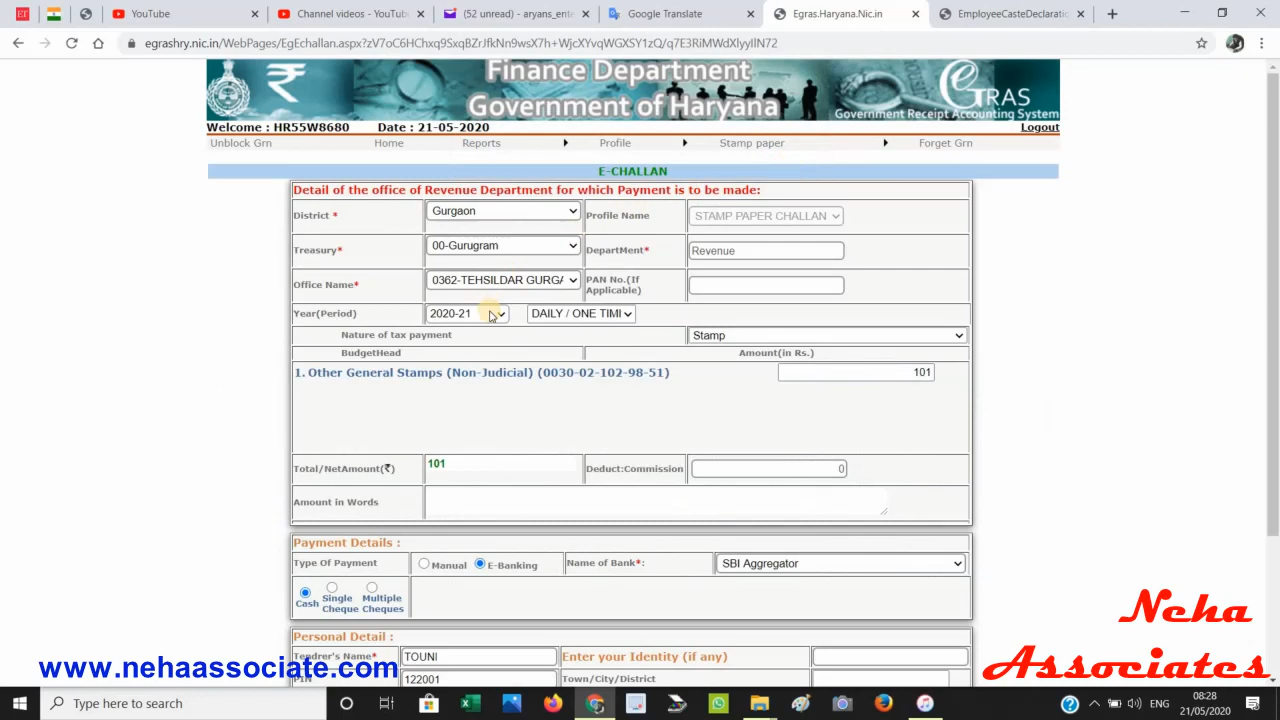 YouTube
Channel videos - YouTu
(52 unread) - aryans_ente
Google Translate
Egras.Haryana.Nic.in
EmployeeCasteDeclarati
egrashry.nic.in/WebPages/EgEchallan.aspx?zV7oC6HChxq9SxqBZrJfkNn9wsX7h+WjcXYvqWGXSY1zQ/q7E3RiMWdXlyyIlN72
Finance Department
Government of Haryana
eGRAS
Government Receipt Accounting System
Welcome : HR55W8680 Date : 21-05-2020 Logout
Unblock Grn Home Reports Profile Stamp paper Forget Grn
E-CHALLAN
Detail of the office of Revenue Department for which Payment is to be made:
District * Gurgaon Profile Name STAMP PAPER CHALLAN
Treasury* 00-Gurugram DepartMent* Revenue
Office Name* 0362-TEHSILDAR GURGA PAN No.(If Applicable)
Year(Period) 2020-21 DAILY / ONE TIMI
Nature of tax payment Stamp
BudgetHead Amount(in Rs.)
1. Other General Stamps (Non-Judicial) (0030-02-102-98-51) 101
Total/NetAmount(₹) 101 Deduct:Commission 0
Amount in Words
Payment Details :
Type Of Payment Manual E-Banking Name of Bank*: SBI Aggregator
Cash Single Cheque Multiple Cheques
Personal Detail :
Tendrer's Name* TOUNI Enter your Identity (if any)
PIN 122001 Town/City/District
www.nehaassociate.com
Neha
Associates
Type here to search
ENG
08:28
21/05/2020